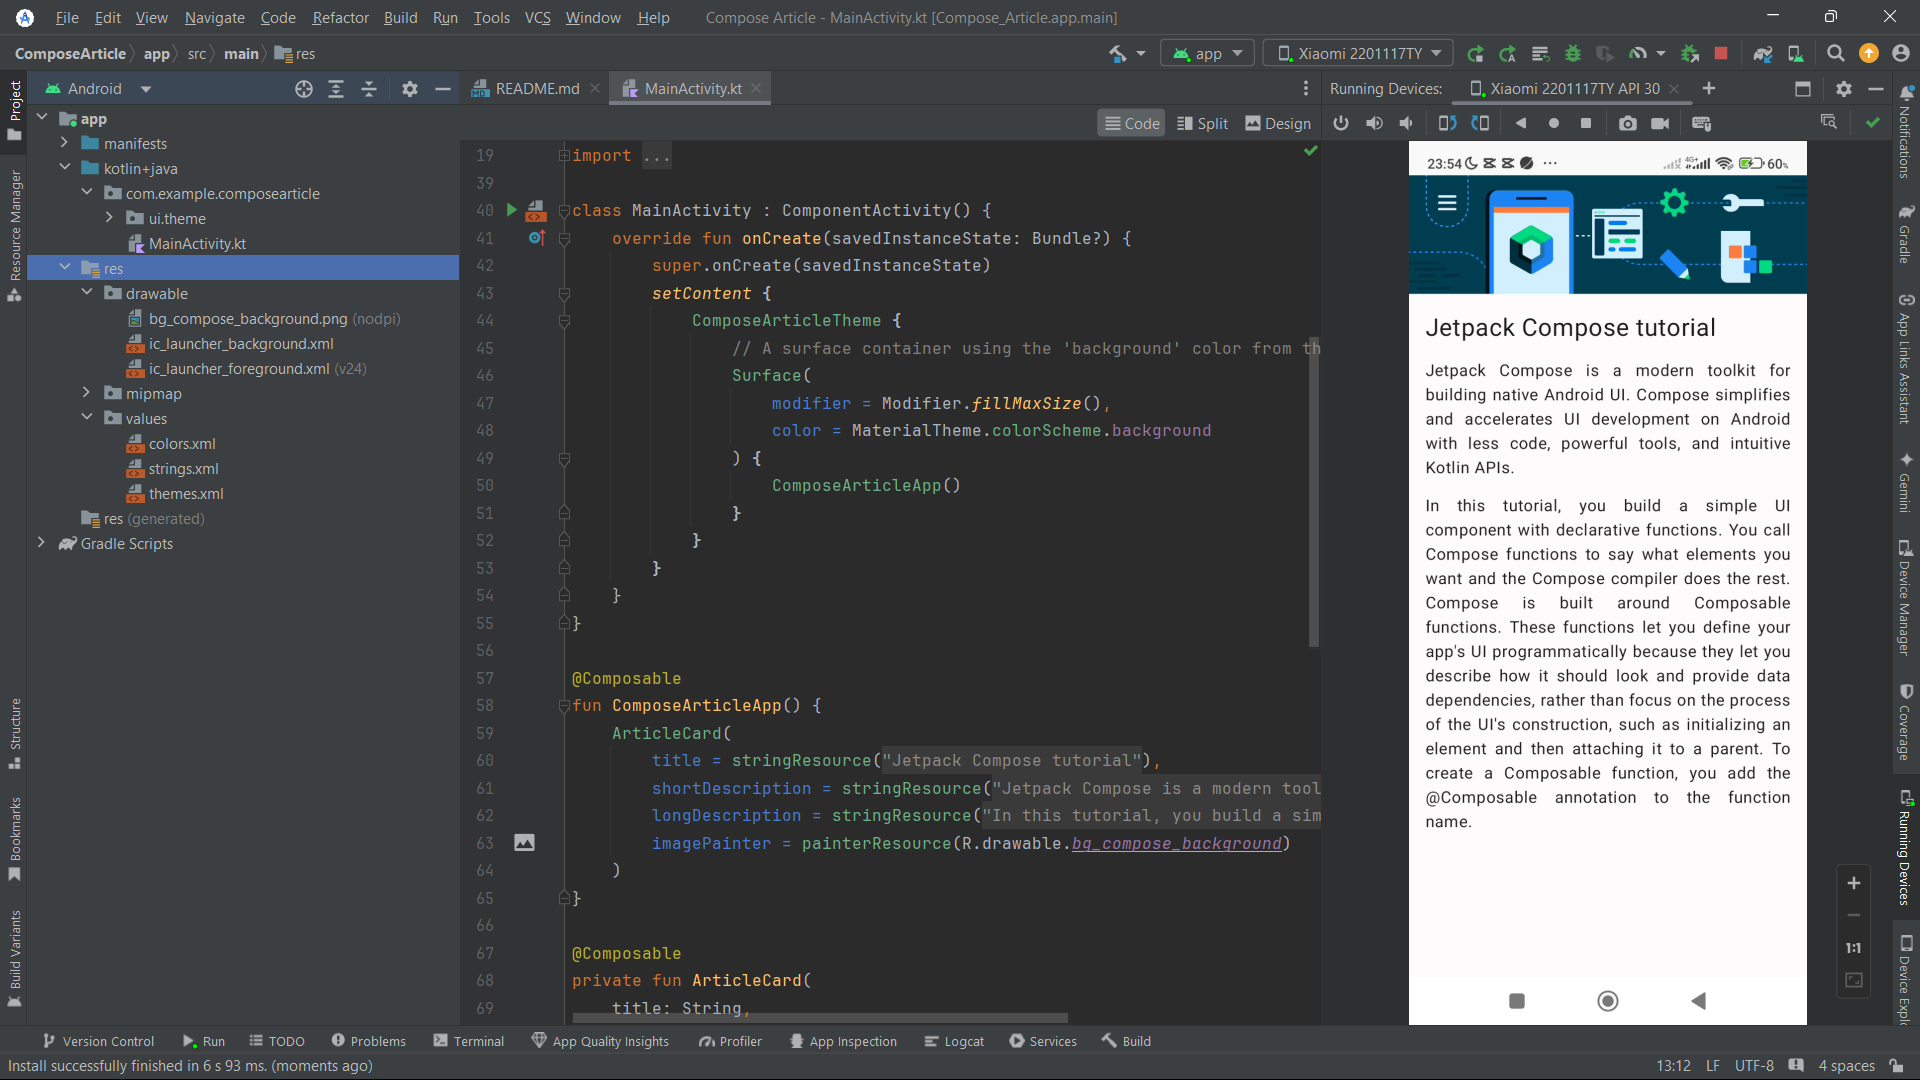 File Edit View Navigate Code Refactor Build Run Tools VCS Window Help Compose Article - MainActivity.kt [Compose_Article.app.main]
ComposeArticle app src main res
app Xiaomi 2201117TY
Android
README.md MainActivity.kt
Running Devices: Xiaomi 2201117TY API 30
Code Split Design
Project
Resource Manager
Structure
Bookmarks
Build Variants
app
manifests
kotlin+java
com.example.composearticle
ui.theme
MainActivity.kt
res
drawable
bg_compose_background.png (nodpi)
ic_launcher_background.xml
ic_launcher_foreground.xml (v24)
mipmap
values
colors.xml
strings.xml
themes.xml
res (generated)
Gradle Scripts
19 import ...
39
40 class MainActivity : ComponentActivity() {
41 override fun onCreate(savedInstanceState: Bundle?) {
42 super.onCreate(savedInstanceState)
43 setContent {
44 ComposeArticleTheme {
45 // A surface container using the 'background' color from th
46 Surface(
47 modifier = Modifier.fillMaxSize(),
48 color = MaterialTheme.colorScheme.background
49 ) {
50 ComposeArticleApp()
51 }
52 }
53 }
54 }
55 }
56
57 @Composable
58 fun ComposeArticleApp() {
59 ArticleCard(
60 title = stringResource("Jetpack Compose tutorial"),
61 shortDescription = stringResource("Jetpack Compose is a modern tool
62 longDescription = stringResource("In this tutorial, you build a sim
63 imagePainter = painterResource(R.drawable.bg_compose_background)
64 )
65 }
66
67 @Composable
68 private fun ArticleCard(
69 title: String,
23:54 4G+ 60%
Jetpack Compose tutorial
Jetpack Compose is a modern toolkit for
building native Android UI. Compose simplifies
and accelerates UI development on Android
with less code, powerful tools, and intuitive
Kotlin APIs.
In this tutorial, you build a simple UI
component with declarative functions. You call
Compose functions to say what elements you
want and the Compose compiler does the rest.
Compose is built around Composable
functions. These functions let you define your
app's UI programmatically because they let you
describe how it should look and provide data
dependencies, rather than focus on the process
of the UI's construction, such as initializing an
element and then attaching it to a parent. To
create a Composable function, you add the
@Composable annotation to the function
name.
1:1
Notifications
Gradle
App Links Assistant
Gemini
Device Manager
Coverage
Running Devices
Device Explo
Version Control Run TODO Problems Terminal App Quality Insights Profiler App Inspection Logcat Services Build
Install successfully finished in 6 s 93 ms. (moments ago) 13:12 LF UTF-8 4 spaces